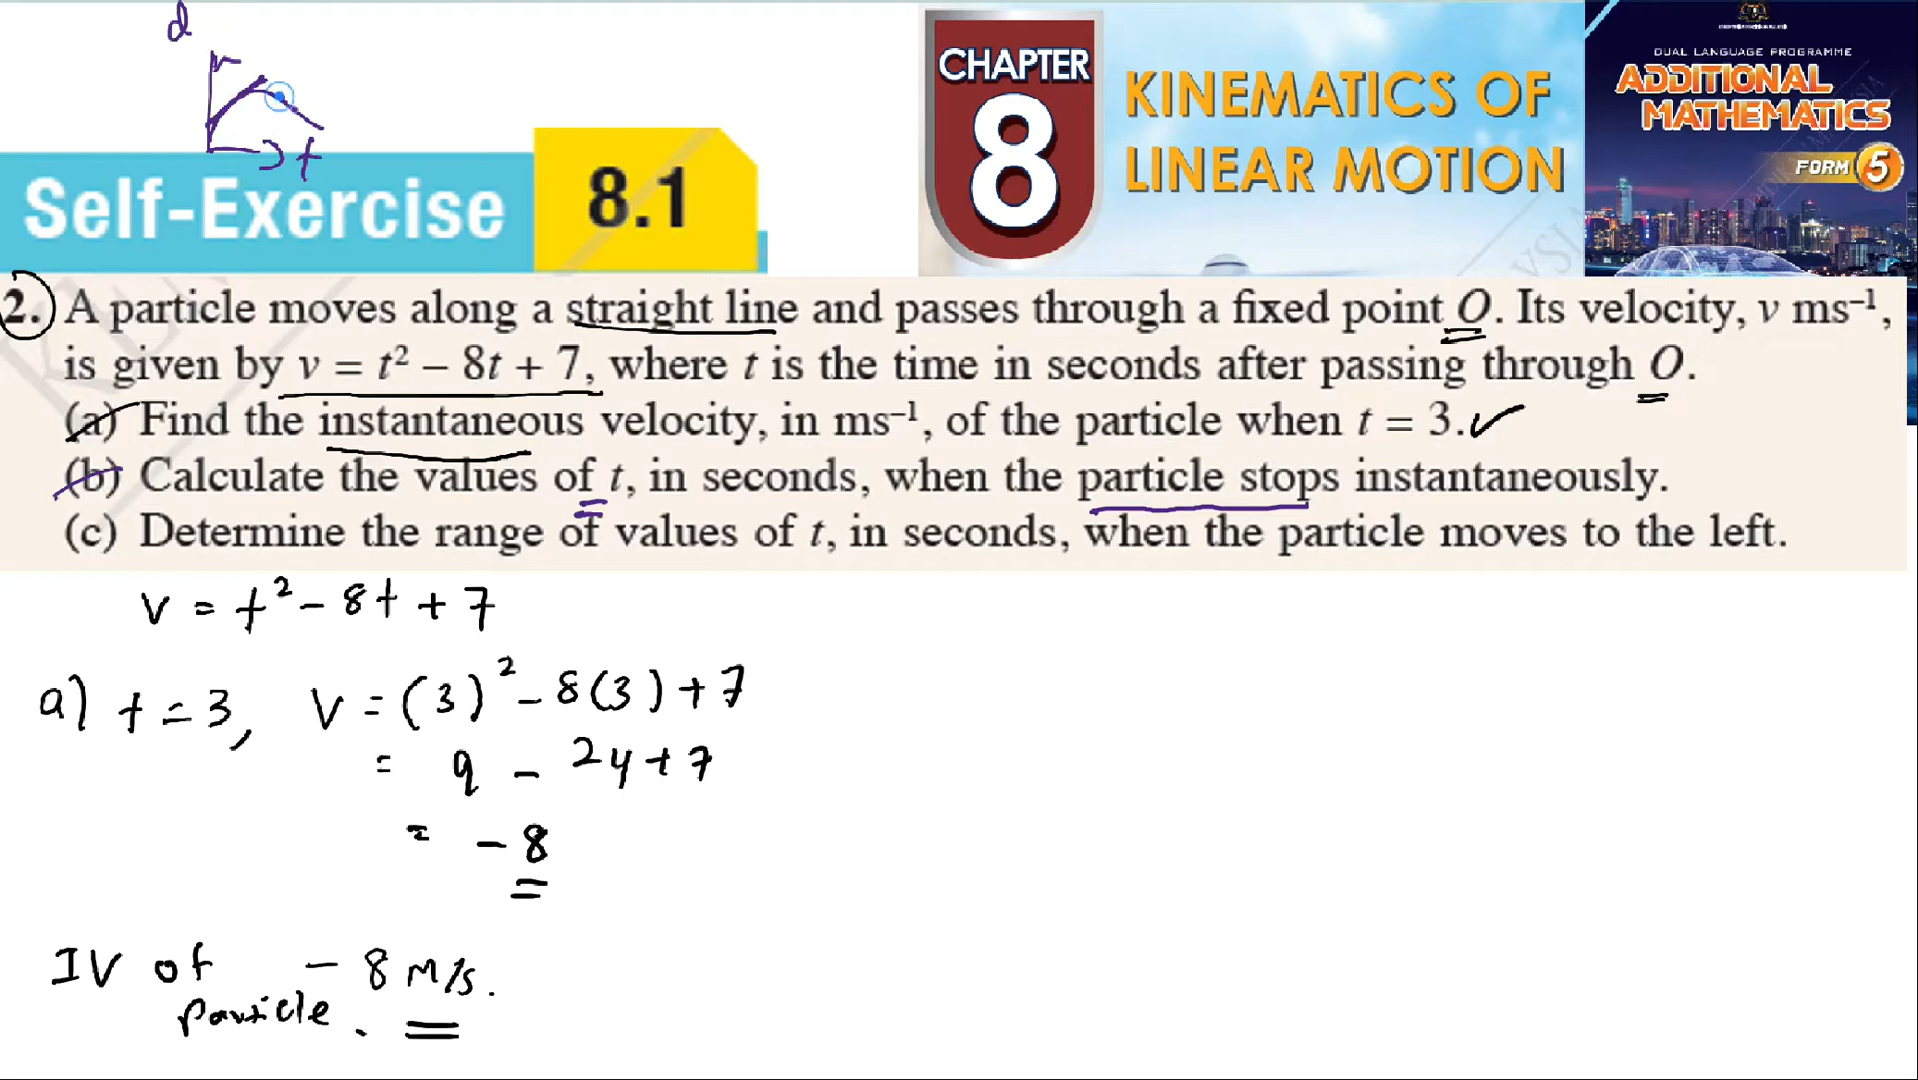 d
t
CHAPTER
8
KINEMATICS OF
LINEAR MOTION
DUAL LANGUAGE PROGRAMME
ADDITIONAL
MATHEMATICS
FORM 5
Self-Exercise 8.1
2. A particle moves along a straight line and passes through a fixed point O. Its velocity, v ms⁻¹,
is given by v = t² – 8t + 7, where t is the time in seconds after passing through O.
(a) Find the instantaneous velocity, in ms⁻¹, of the particle when t = 3.
(b) Calculate the values of t, in seconds, when the particle stops instantaneously.
(c) Determine the range of values of t, in seconds, when the particle moves to the left.
v = t² - 8t + 7
a) t = 3, v = (3)² - 8(3) + 7
= 9 - 24 + 7
= - 8
IV of - 8 m/s.
particle.